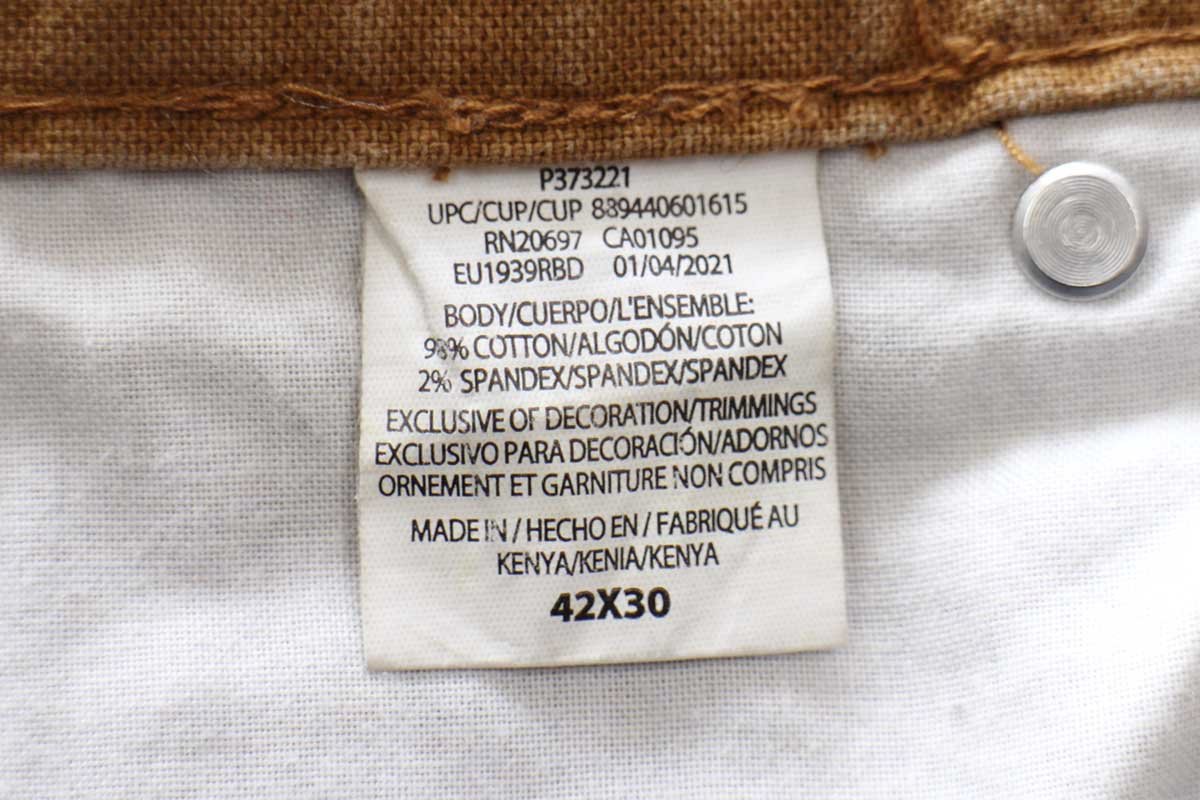 P373221
UPC/CUP/CUP 889440601615
RN20697 CA01095
EU1939RBD 01/04/2021
BODY/CUERPO/L'ENSEMBLE:
98% COTTON/ALGODÓN/COTON
2% SPANDEX/SPANDEX/SPANDEX
EXCLUSIVE OF DECORATION/TRIMMINGS
EXCLUSIVO PARA DECORACIÓN/ADORNOS
ORNEMENT ET GARNITURE NON COMPRIS
MADE IN / HECHO EN / FABRIQUÉ AU
KENYA/KENIA/KENYA
42X30